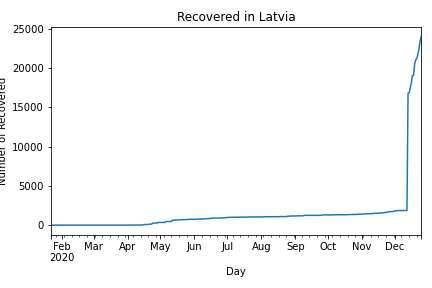 Recovered in Latvia
Number of Recovered
25000
20000
15000
10000
5000
0
Feb Mar Apr May Jun Jul Aug Sep Oct Nov Dec
2020
Day